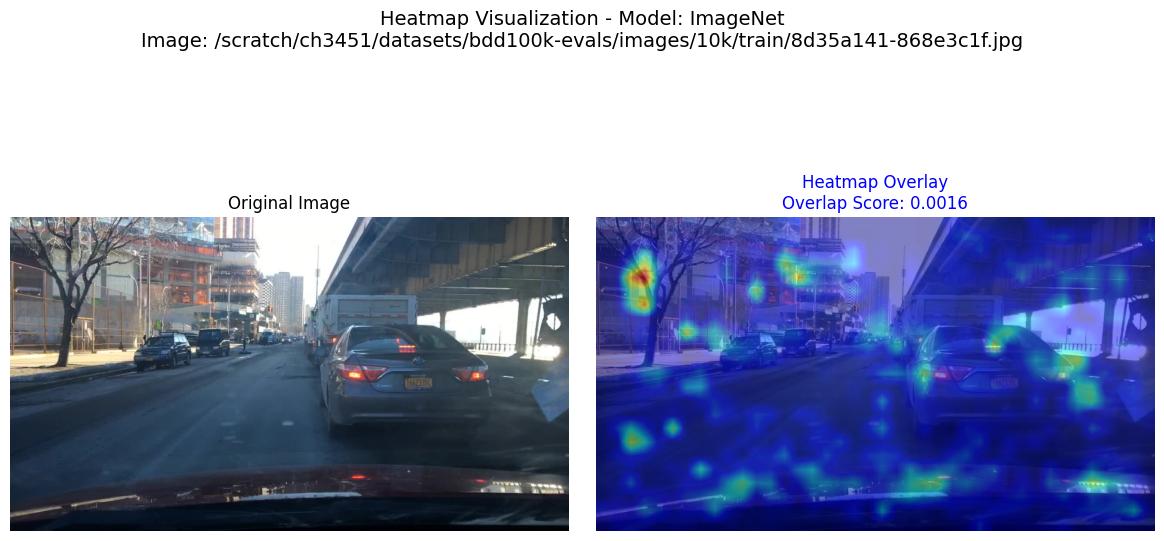 Heatmap Visualization - Model: ImageNet
Image: /scratch/ch3451/datasets/bdd100k-evals/images/10k/train/8d35a141-868e3c1f.jpg
Original Image
Heatmap Overlay
Overlap Score: 0.0016